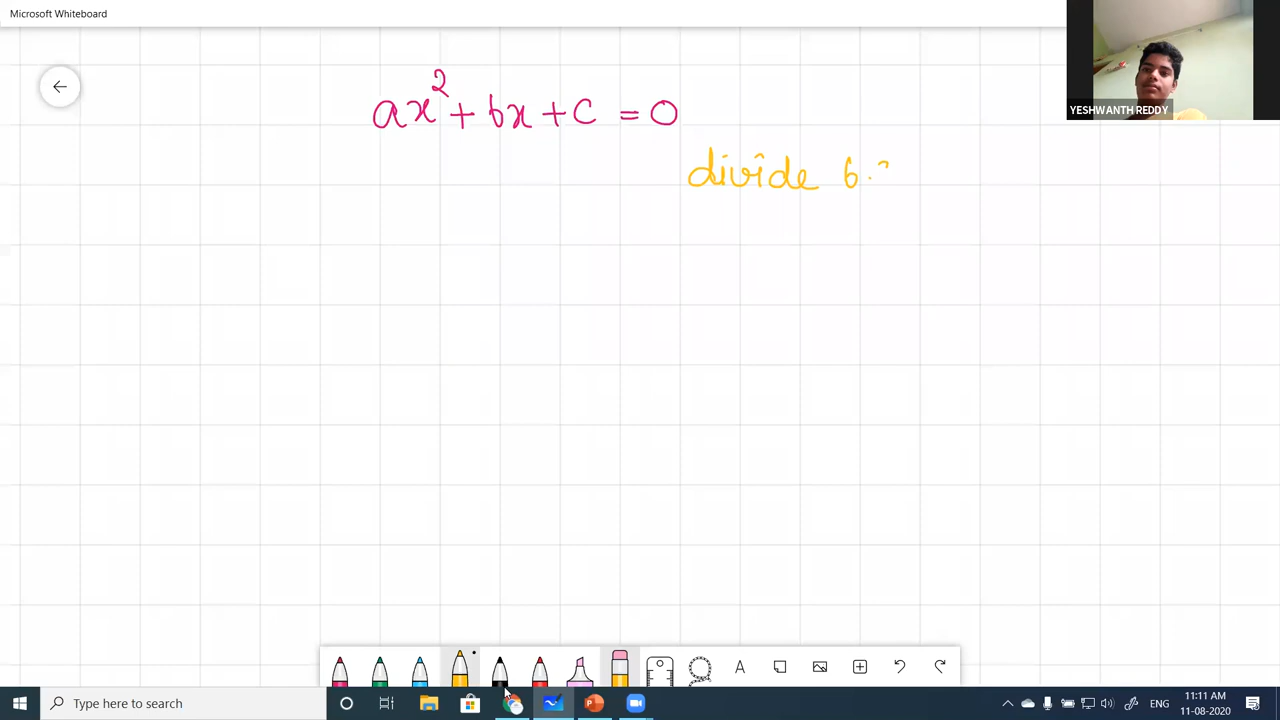 Microsoft Whiteboard
YESHWANTH REDDY
ax² + bx + c = 0
divide
A
Type here to search
ENG
11:11 AM
11-08-2020